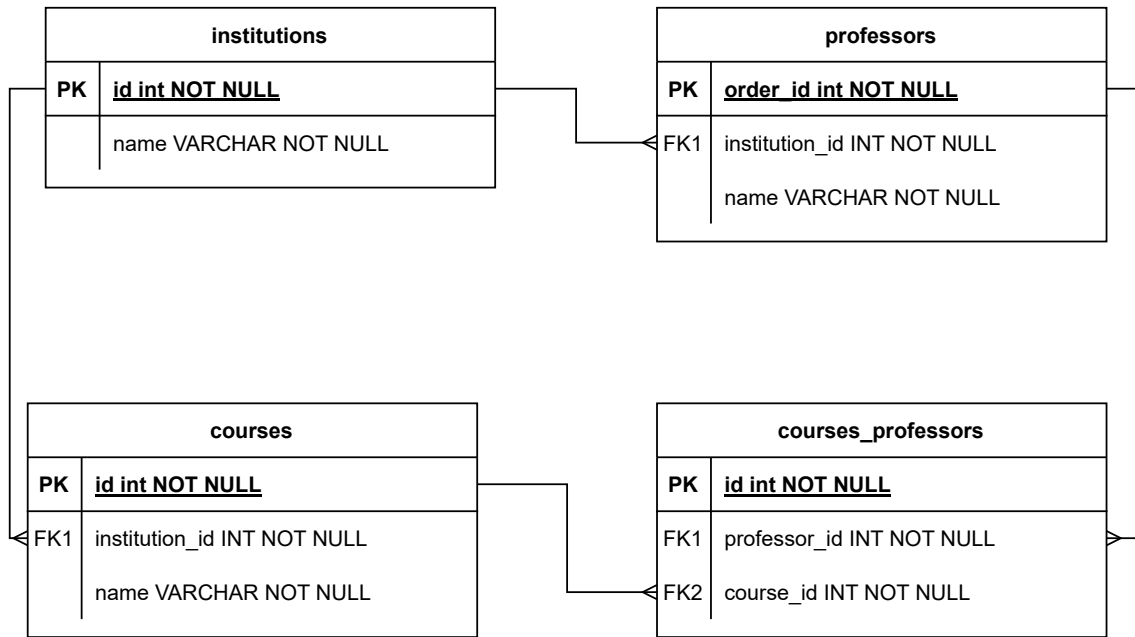 institutions
PK id int NOT NULL
name VARCHAR NOT NULL
professors
PK order_id int NOT NULL
FK1 institution_id INT NOT NULL
name VARCHAR NOT NULL
courses
PK id int NOT NULL
FK1 institution_id INT NOT NULL
name VARCHAR NOT NULL
courses_professors
PK id int NOT NULL
FK1 professor_id INT NOT NULL
FK2 course_id INT NOT NULL